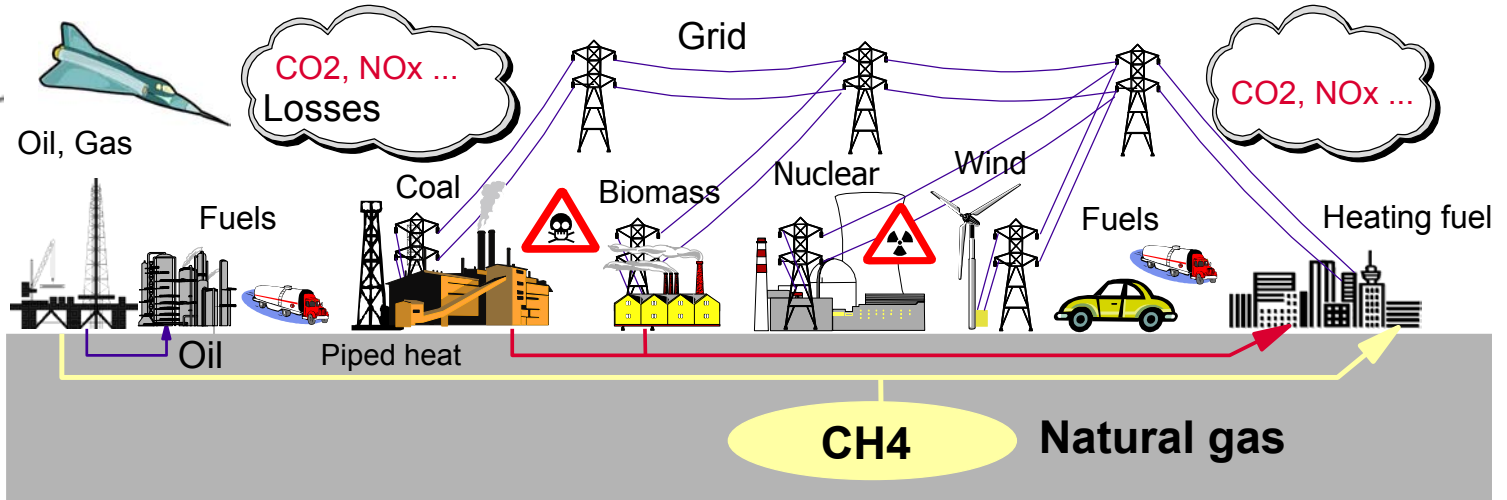 Grid
CO2, NOx ...
Losses
CO2, NOx ...
Oil, Gas
Coal
Biomass
Nuclear
Wind
Fuels
Fuels
Heating fuel
Oil
Piped heat
CH4
Natural gas